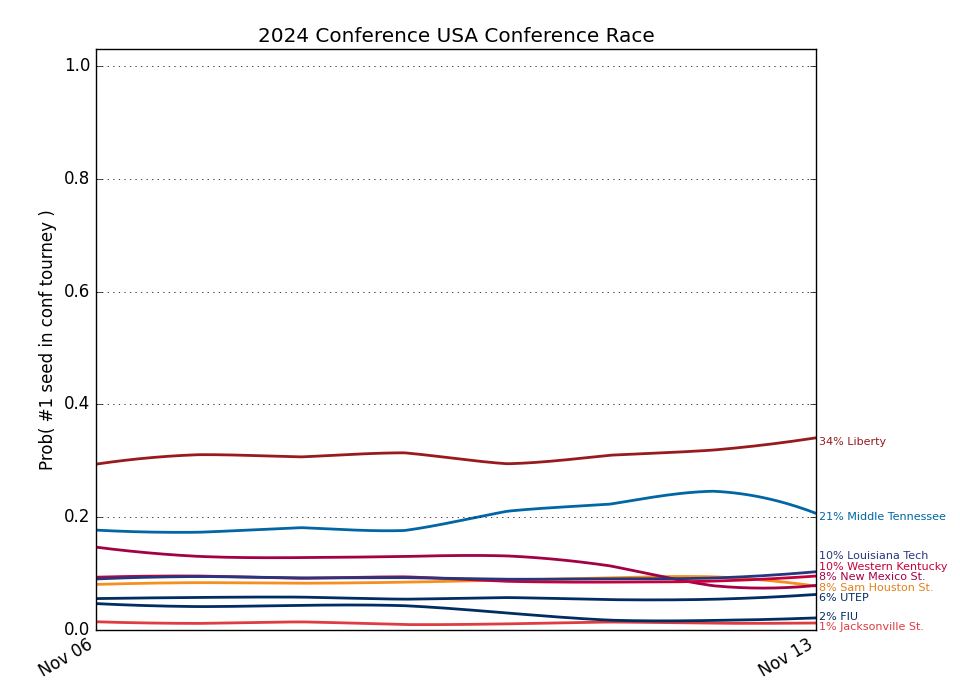 2024 Conference USA Conference Race
Prob( #1 seed in conf tourney )
1.0
0.8
0.6
0.4
0.2
0.0
Nov 06
Nov 13
34% Liberty
21% Middle Tennessee
10% Louisiana Tech
10% Western Kentucky
8% New Mexico St.
8% Sam Houston St.
6% UTEP
2% FIU
1% Jacksonville St.